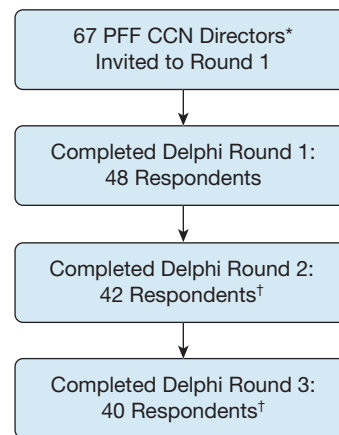 67 PFF CCN Directors*
Invited to Round 1
Completed Delphi Round 1:
48 Respondents
Completed Delphi Round 2:
42 Respondents†
Completed Delphi Round 3:
40 Respondents†